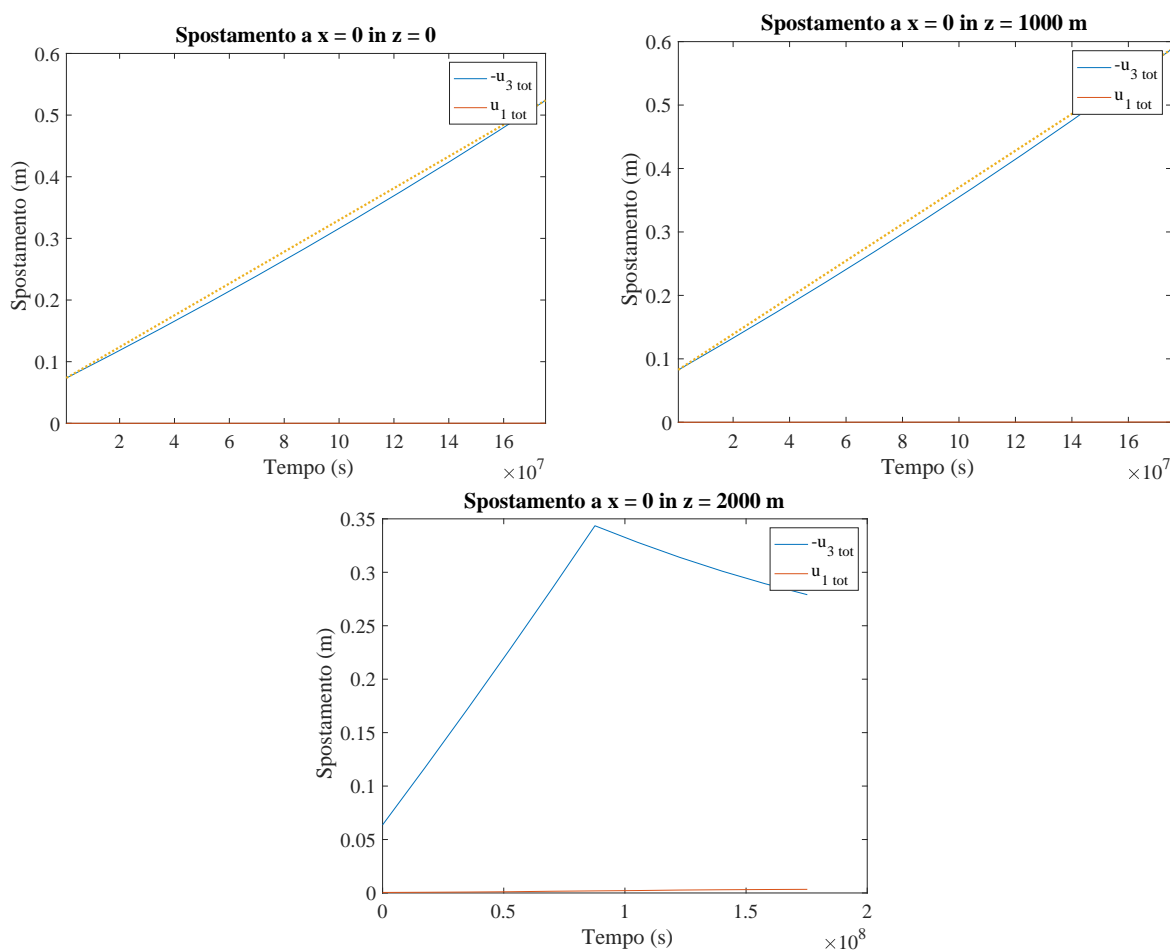 Spostamento a x = 0 in z = 0
0.6
0.5
0.4
0.3
0.2
0.1
0
Spostamento (m)
-u3 tot
u1 tot
2 4 6 8 10 12 14 16
Tempo (s)
×10^7
Spostamento a x = 0 in z = 1000 m
0.6
0.5
0.4
0.3
0.2
0.1
0
Spostamento (m)
-u3 tot
u1 tot
2 4 6 8 10 12 14 16
Tempo (s)
×10^7
Spostamento a x = 0 in z = 2000 m
0.35
0.3
0.25
0.2
0.15
0.1
0.05
0
Spostamento (m)
-u3 tot
u1 tot
0 0.5 1 1.5 2
Tempo (s)
×10^8